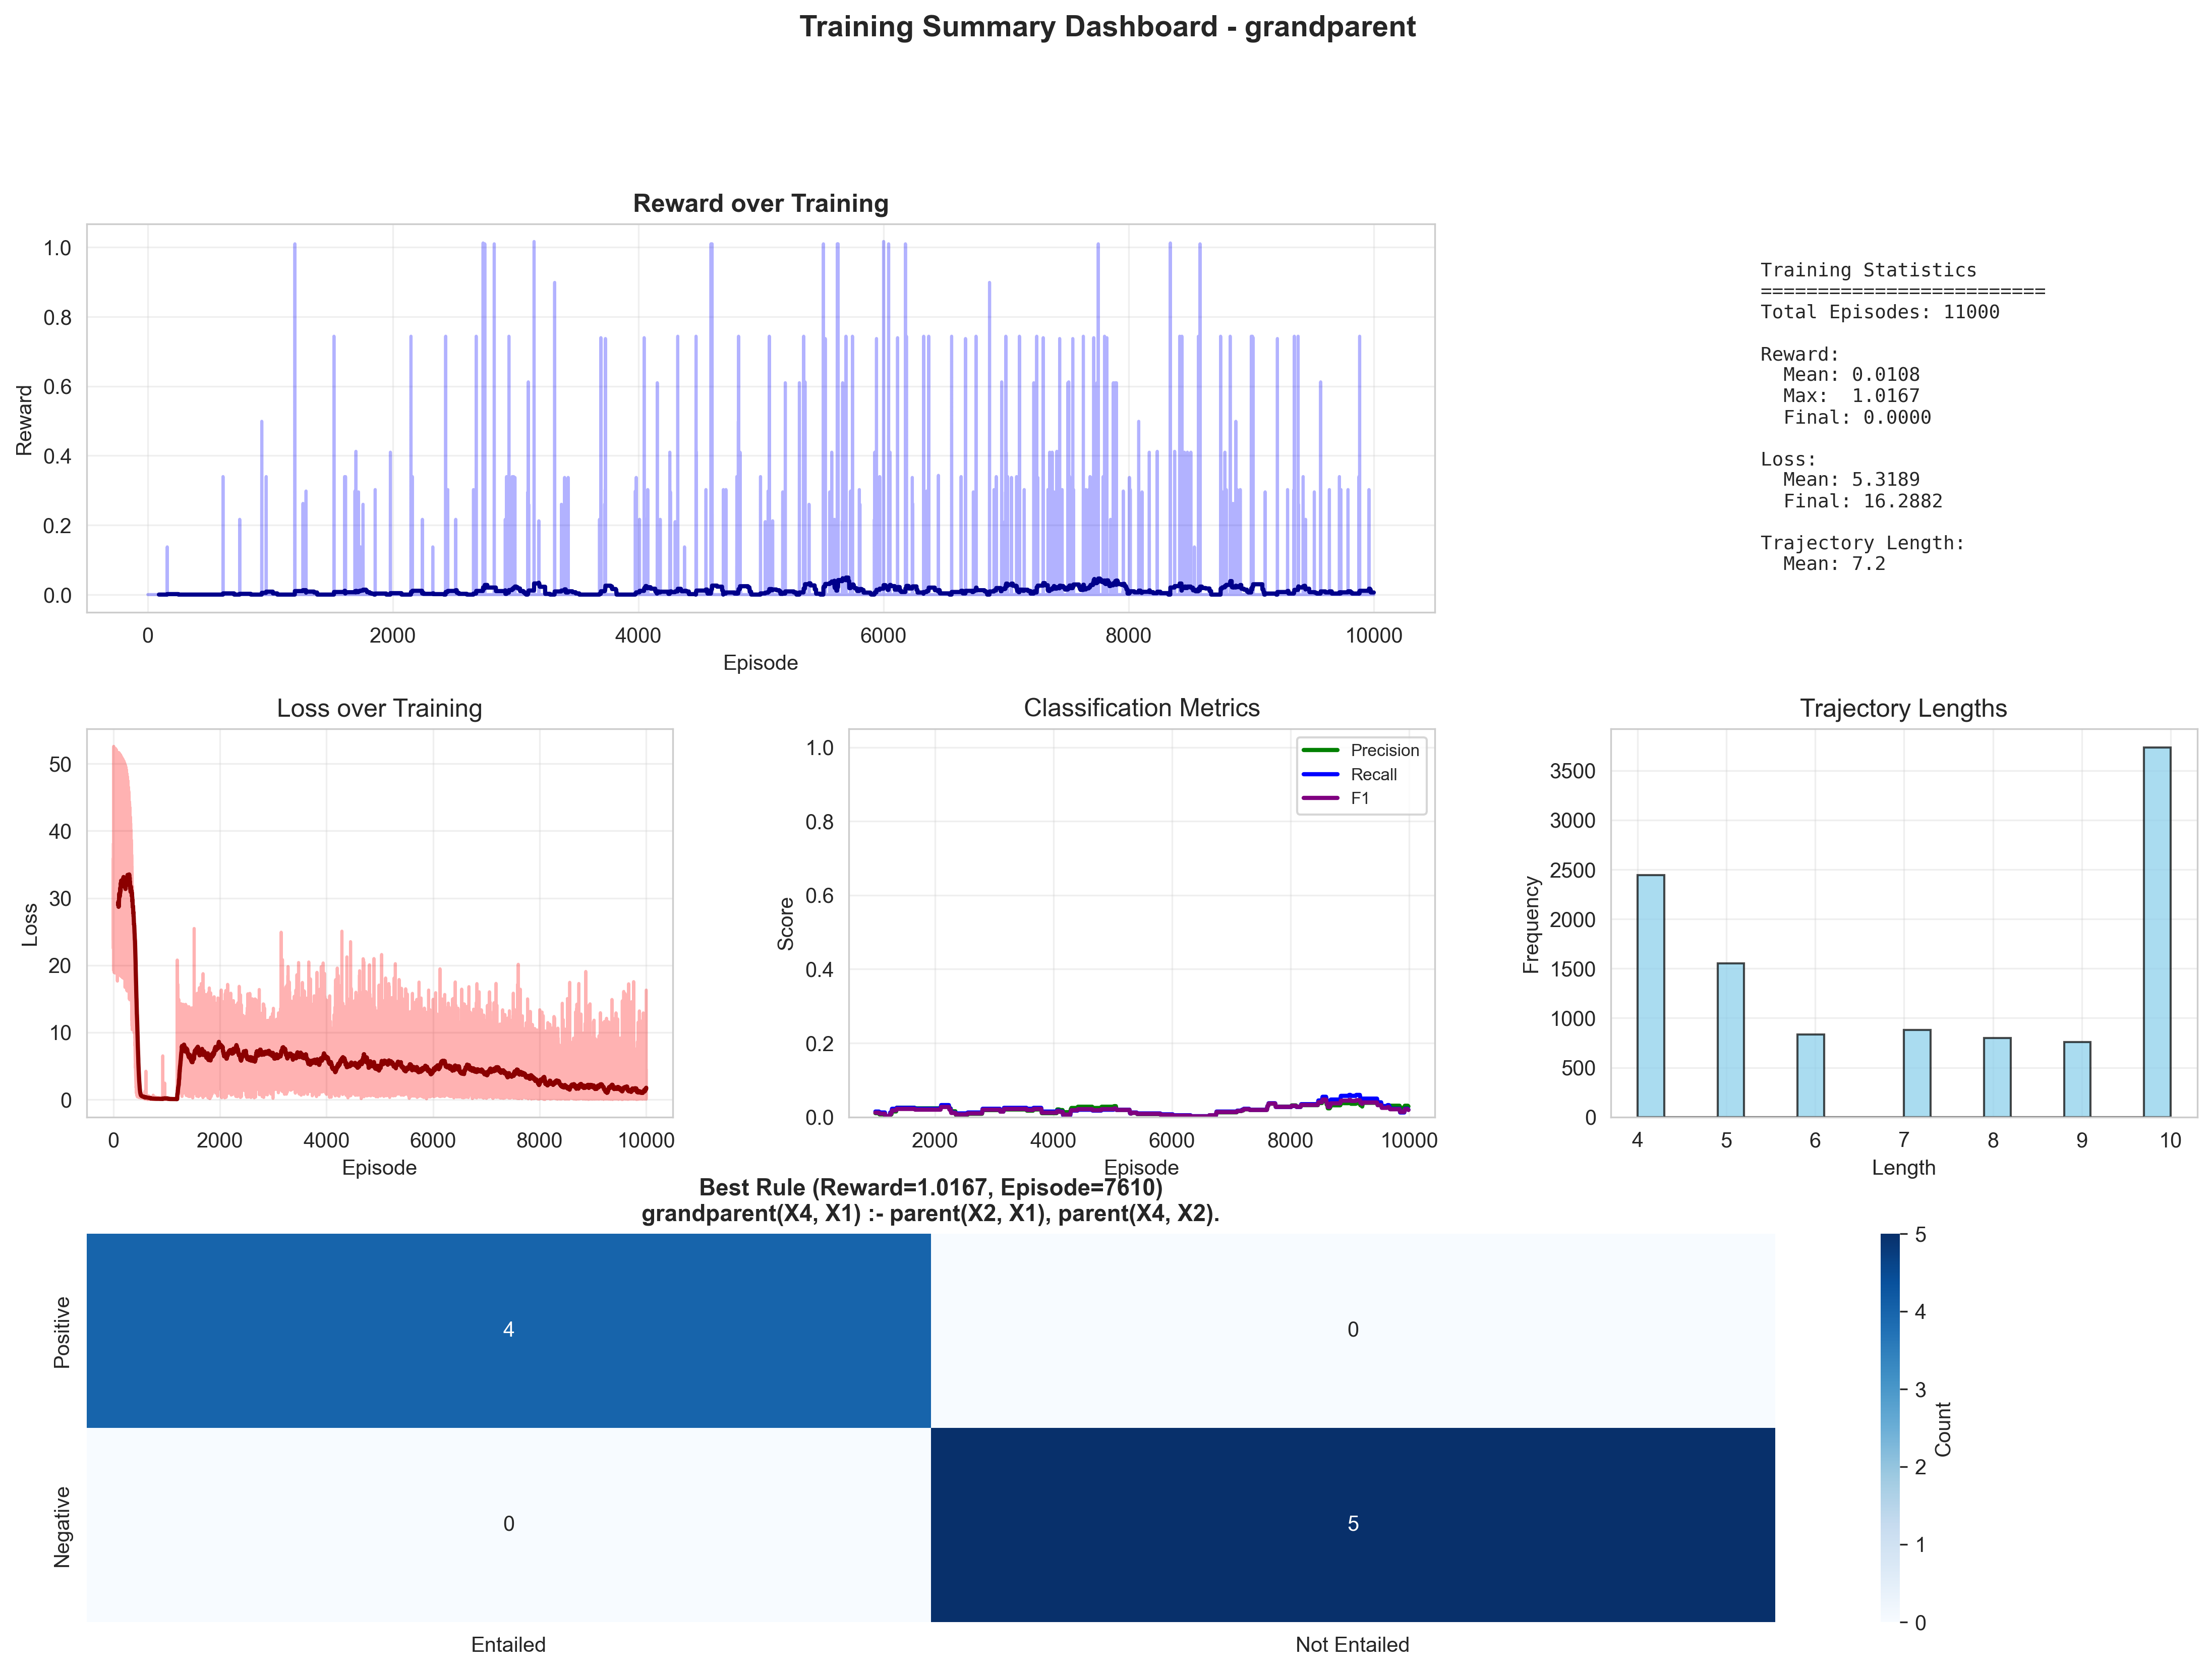 Training Summary Dashboard - grandparent
Reward over Training
1.0
0.8
0.6
0.4
0.2
0.0
Reward
0 2000 4000 6000 8000 10000
Episode
Training Statistics
=========================
Total Episodes: 11000
Reward:
Mean: 0.0108
Max: 1.0167
Final: 0.0000
Loss:
Mean: 5.3189
Final: 16.2882
Trajectory Length:
Mean: 7.2
Loss over Training
50
40
30
20
10
0
Loss
0 2000 4000 6000 8000 10000
Episode
Classification Metrics
1.0
0.8
0.6
0.4
0.2
0.0
Score
Precision
Recall
F1
2000 4000 6000 8000 10000
Episode
Trajectory Lengths
3500
3000
2500
2000
1500
1000
500
0
Frequency
4 5 6 7 8 9 10
Length
Best Rule (Reward=1.0167, Episode=7610)
grandparent(X4, X1) :- parent(X2, X1), parent(X4, X2).
Positive
4 0
Negative
0 5
Entailed Not Entailed
5
4
3
2
1
0
Count